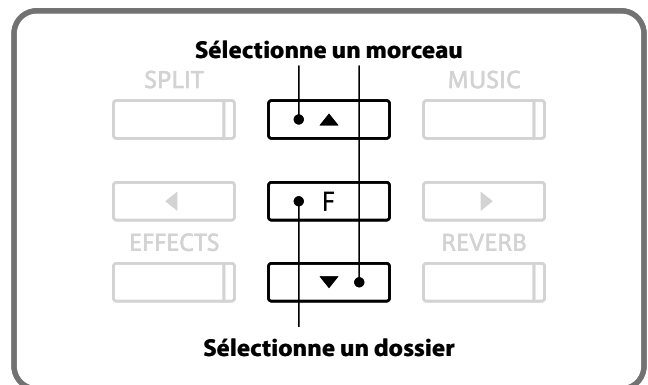 Sélectionne un morceau
SPLIT
MUSIC
▲
◀
F
▶
EFFECTS
REVERB
▼
Sélectionne un dossier